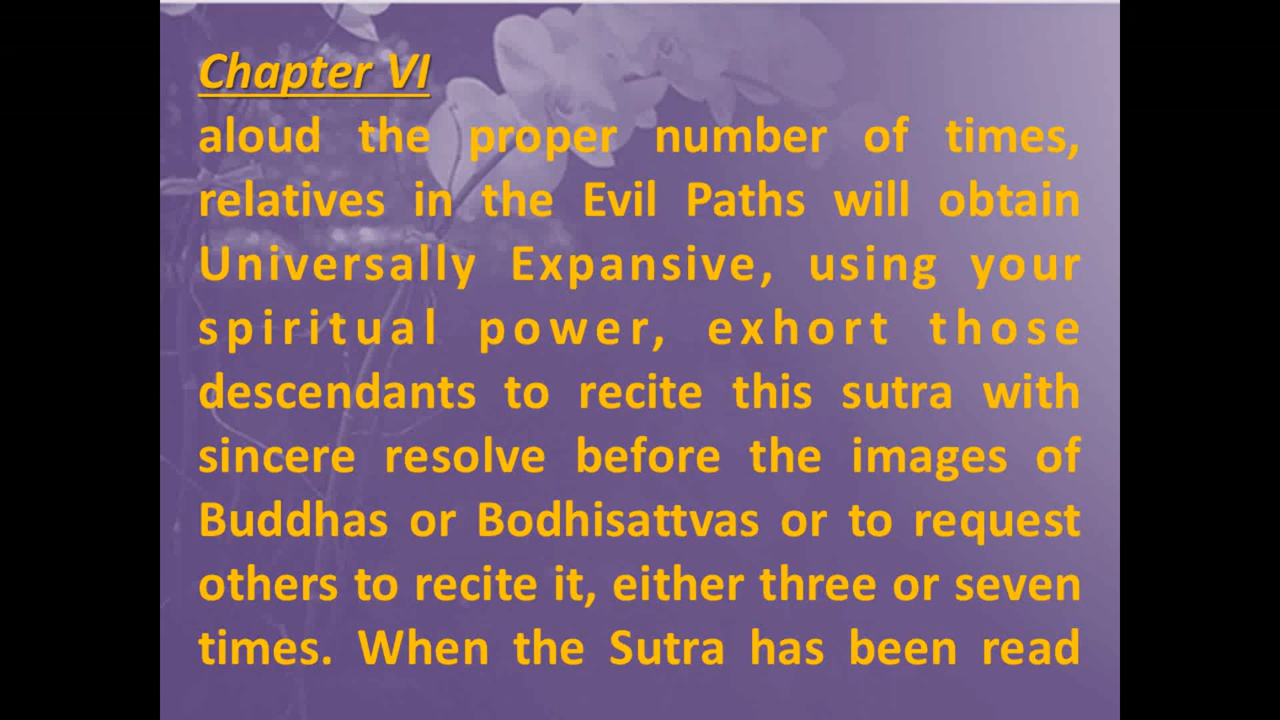 Chapter VI
aloud the proper number of times,
relatives in the Evil Paths will obtain
Universally Expansive, using your
spiritual power, exhort those
descendants to recite this sutra with
sincere resolve before the images of
Buddhas or Bodhisattvas or to request
others to recite it, either three or seven
times. When the Sutra has been read